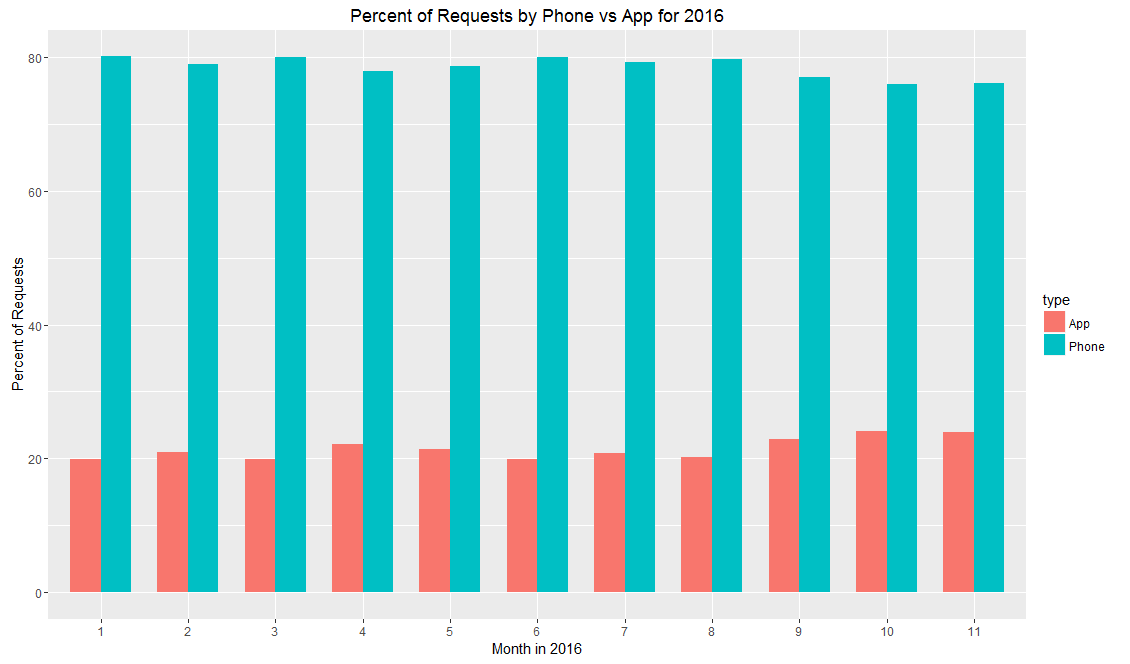 Percent of Requests by Phone vs App for 2016
Percent of Requests
80
60
40
20
0
1 2 3 4 5 6 7 8 9 10 11
Month in 2016
type
App
Phone